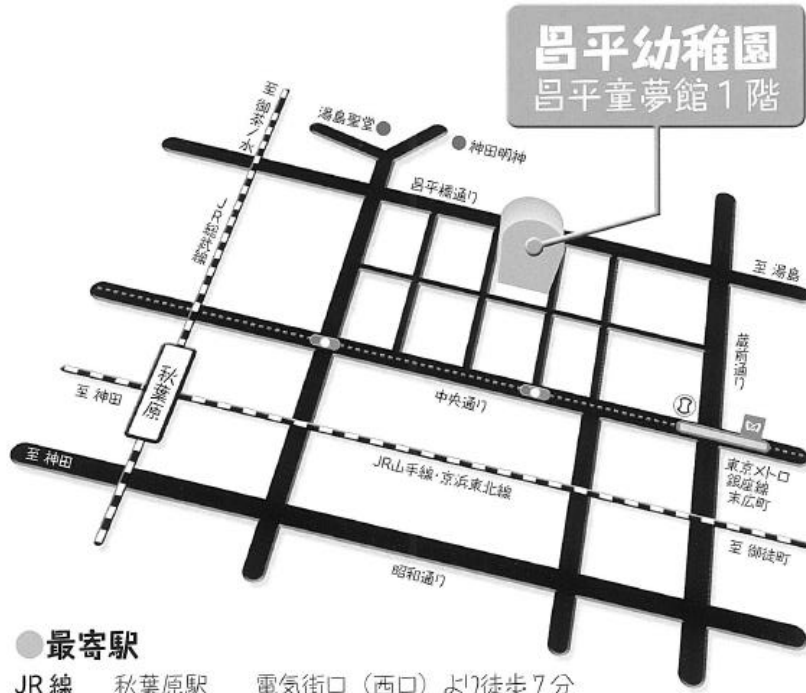 昌平幼稚園
昌平童夢館1階
至 御茶ノ水
湯島聖堂
神田明神
昌平橋通り
JR総武線
至 湯島
蔵前通り
秋葉原
至 神田
中央通り
至 神田
JR山手線・京浜東北線
東京メトロ
銀座線
末広町
至 御徒町
昭和通り
●最寄駅
JR線 秋葉原駅 電気街口(西口)より徒歩7分